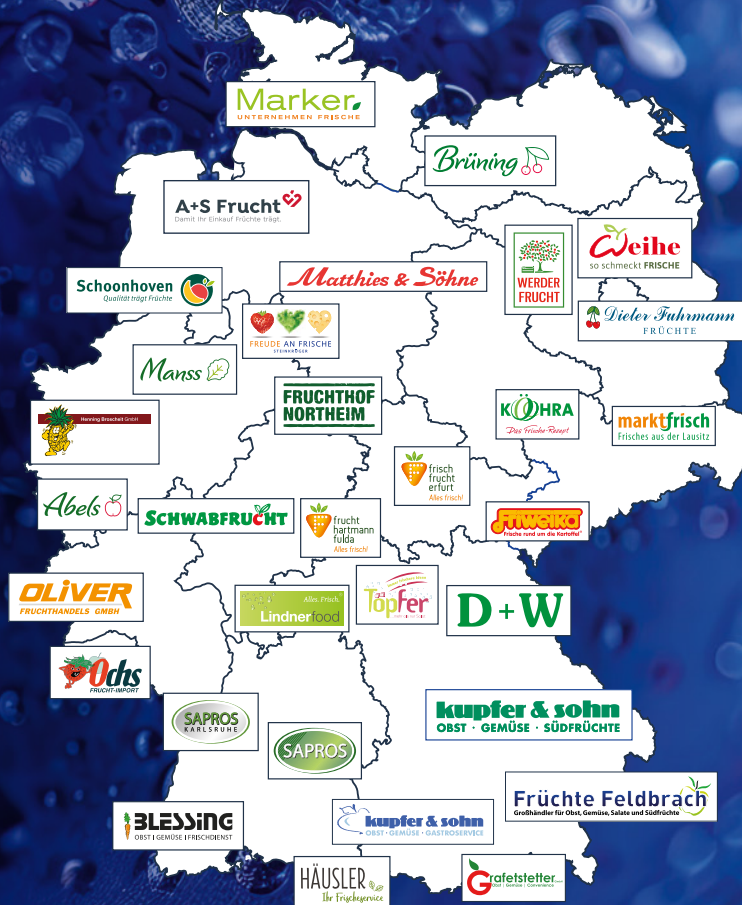 Marker
UNTERNEHMEN FRISCHE
Brüning
A+S Frucht
Damit Ihr Einkauf Früchte trägt.
Weihe
so schmeckt FRISCHE
WERDER
FRUCHT
Schoonhoven
Qualität trägt Früchte
Matthies & Söhne
Dieter Fuhrmann
FRÜCHTE
FREUDE AN FRISCHE
STEINKRÜGER
Manss
FRUCHTHOF
NORTHEIM
KÖHRA
Das Frische-Rezept
marktfrisch
Frisches aus der Lausitz
Henning Broscheit GmbH
frisch
frucht
erfurt
Alles frisch!
Abels
SCHWABFRUCHT
frucht
hartmann
fulda
Alles frisch!
friweika
Frische rund um die Kartoffel®
OLIVER
FRUCHTHANDELS GMBH
Alles. Frisch.
Lindnerfood
Töpfer
D+W
Ochs
FRUCHT-IMPORT
SAPROS
KARLSRUHE
SAPROS
kupfer & sohn
OBST · GEMÜSE · SÜDFRÜCHTE
Früchte Feldbrach
Großhändler für Obst, Gemüse, Salate und Südfrüchte
BLESSING
OBST | GEMÜSE | FRISCHDIENST
kupfer & sohn
OBST · GEMÜSE · GASTROSERVICE
HÄUSLER
Ihr Frischeservice
Grafetstetter
Obst | Gemüse | Convenience